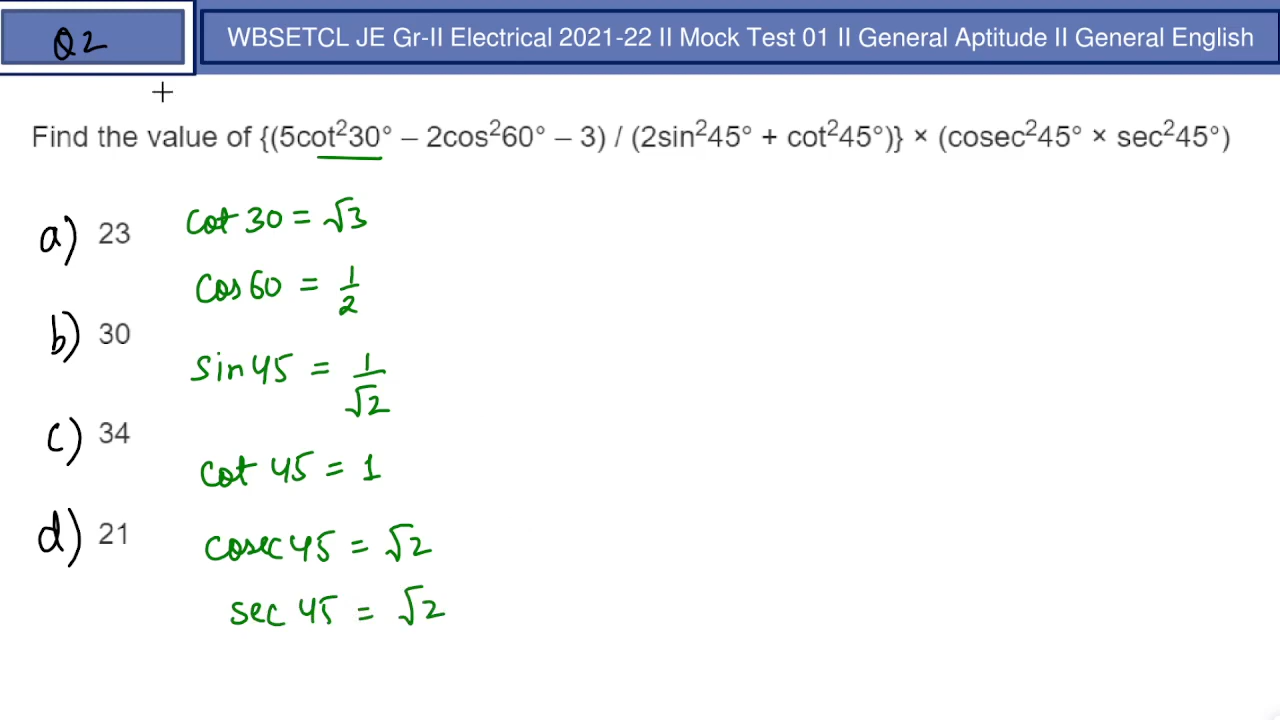 Q2
WBSETCL JE Gr-II Electrical 2021-22 II Mock Test 01 II General Aptitude II General English
Find the value of {(5cot²30° – 2cos²60° – 3) / (2sin²45° + cot²45°)} × (cosec²45° × sec²45°)
a) 23
cot 30 = √3
cos 60 = 1/2
b) 30
sin 45 = 1/√2
c) 34
cot 45 = 1
d) 21
cosec 45 = √2
sec 45 = √2